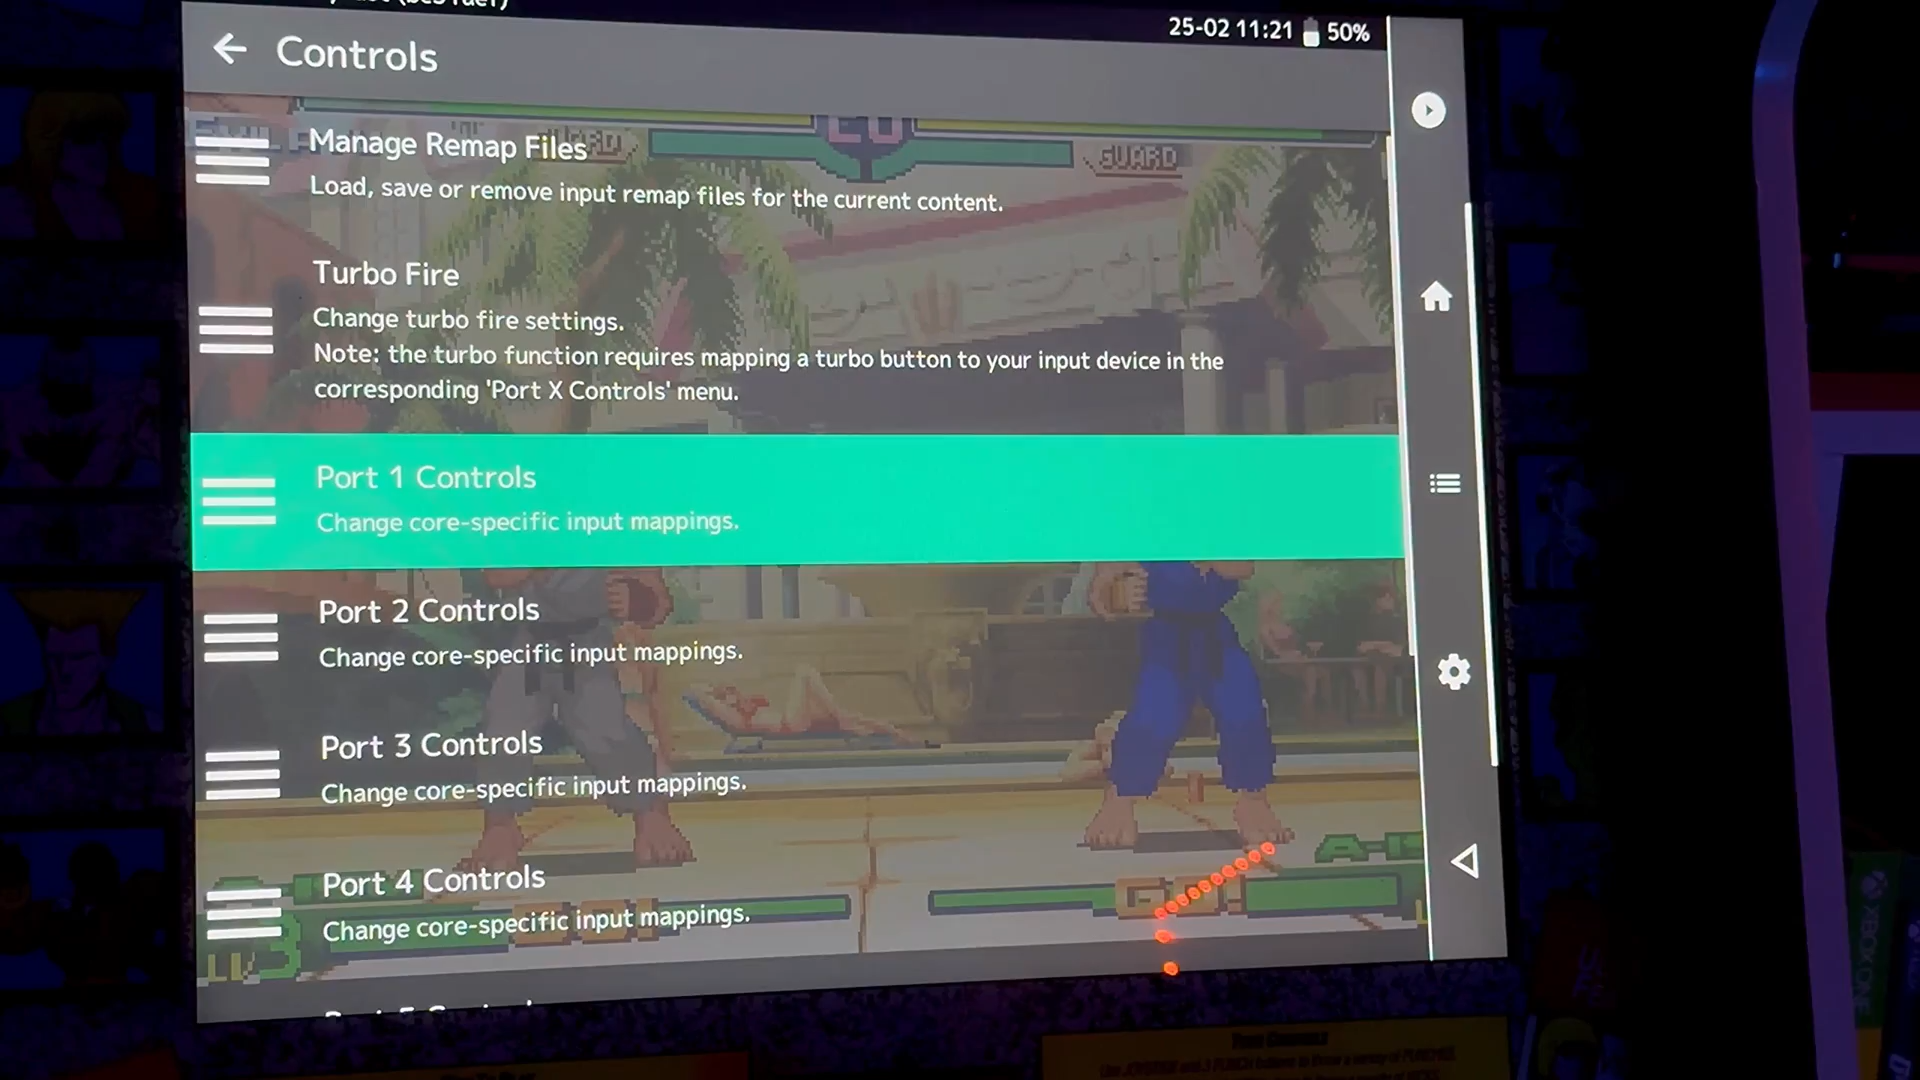 25-02 11:21 50%
Controls
Manage Remap Files
Load, save or remove input remap files for the current content.
GUARD
Turbo Fire
Change turbo fire settings.
Note: the turbo function requires mapping a turbo button to your input device in the
corresponding 'Port X Controls' menu.
Port 1 Controls
Change core-specific input mappings.
Port 2 Controls
Change core-specific input mappings.
Port 3 Controls
Change core-specific input mappings.
Port 4 Controls
Change core-specific input mappings.
XBOX ONE